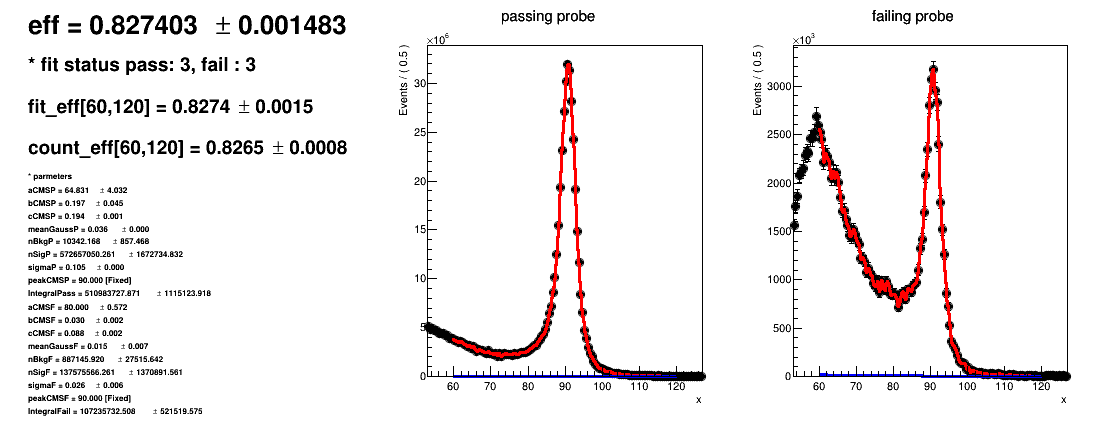 eff = 0.827403 ± 0.001483
* fit status pass: 3, fail : 3
fit_eff[60,120] = 0.8274 ± 0.0015
count_eff[60,120] = 0.8265 ± 0.0008
* parmeters
aCMSP = 64.831 ± 4.032
bCMSP = 0.197 ± 0.045
cCMSP = 0.194 ± 0.001
meanGaussP = 0.036 ± 0.000
nBkgP = 10342.168 ± 857.468
nSigP = 572657050.261 ± 1672734.832
sigmaP = 0.105 ± 0.000
peakCMSP = 90.000 [Fixed]
IntegralPass = 510983727.871 ± 1115123.918
aCMSF = 80.000 ± 0.572
bCMSF = 0.030 ± 0.002
cCMSF = 0.088 ± 0.002
meanGaussF = 0.015 ± 0.007
nBkgF = 887145.920 ± 27515.642
nSigF = 137575566.261 ± 1370891.561
sigmaF = 0.026 ± 0.006
peakCMSF = 90.000 [Fixed]
IntegralFail = 107235732.508 ± 521519.575
passing probe
×10⁶
Events / ( 0.5 )
30
25
20
15
10
5
0
60 70 80 90 100 110 120
x
failing probe
×10³
Events / ( 0.5 )
3000
2500
2000
1500
1000
500
0
60 70 80 90 100 110 120
x